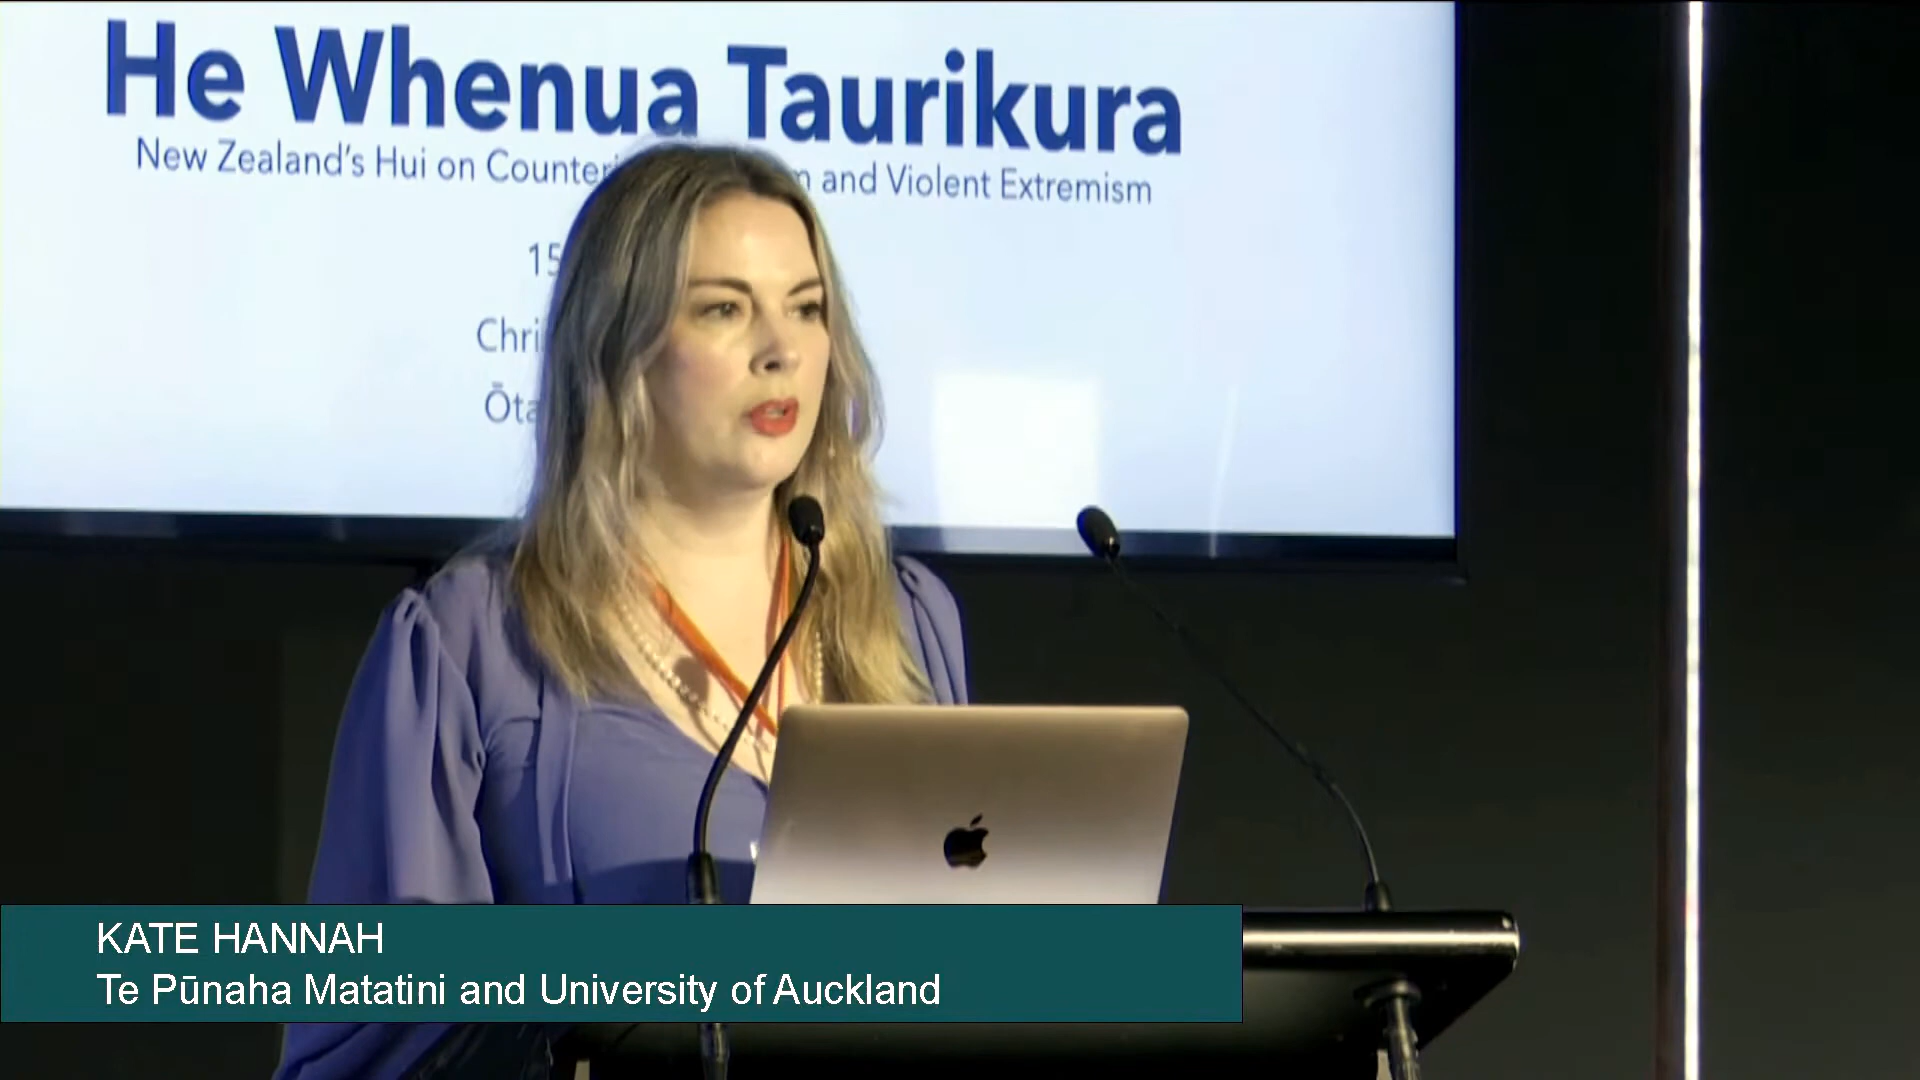 He Whenua Taurikura
New Zealand's Hui on and Violent Extremism
KATE HANNAH
Te Pūnaha Matatini and University of Auckland